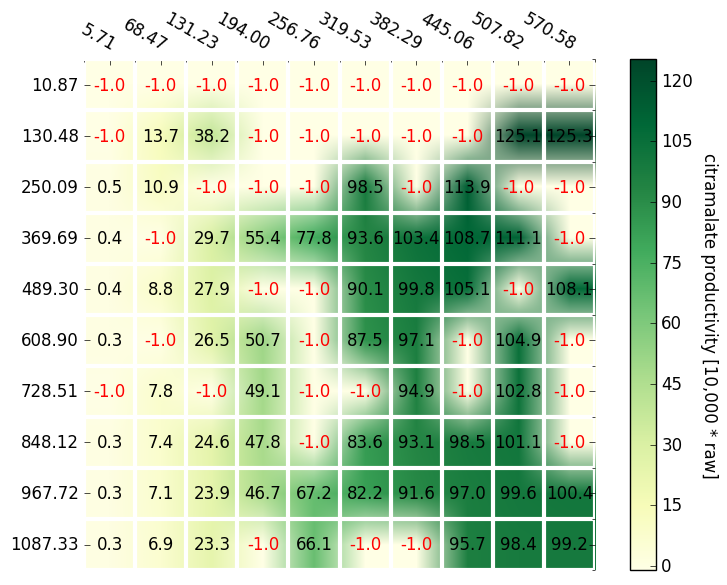 5.71 68.47 131.23 194.00 256.76 319.53 382.29 445.06 507.82 570.58
10.87 -1.0 -1.0 -1.0 -1.0 -1.0 -1.0 -1.0 -1.0 -1.0 -1.0
130.48 -1.0 13.7 38.2 -1.0 -1.0 -1.0 -1.0 -1.0 125.1 125.3
250.09 0.5 10.9 -1.0 -1.0 -1.0 98.5 -1.0 113.9 -1.0 -1.0
369.69 0.4 -1.0 29.7 55.4 77.8 93.6 103.4 108.7 111.1 -1.0
489.30 0.4 8.8 27.9 -1.0 -1.0 90.1 99.8 105.1 -1.0 108.1
608.90 0.3 -1.0 26.5 50.7 -1.0 87.5 97.1 -1.0 104.9 -1.0
728.51 -1.0 7.8 -1.0 49.1 -1.0 -1.0 94.9 -1.0 102.8 -1.0
848.12 0.3 7.4 24.6 47.8 -1.0 83.6 93.1 98.5 101.1 -1.0
967.72 0.3 7.1 23.9 46.7 67.2 82.2 91.6 97.0 99.6 100.4
1087.33 0.3 6.9 23.3 -1.0 66.1 -1.0 -1.0 95.7 98.4 99.2
120
105
90
75
60
45
30
15
0
citramalate productivity [10,000 * raw]